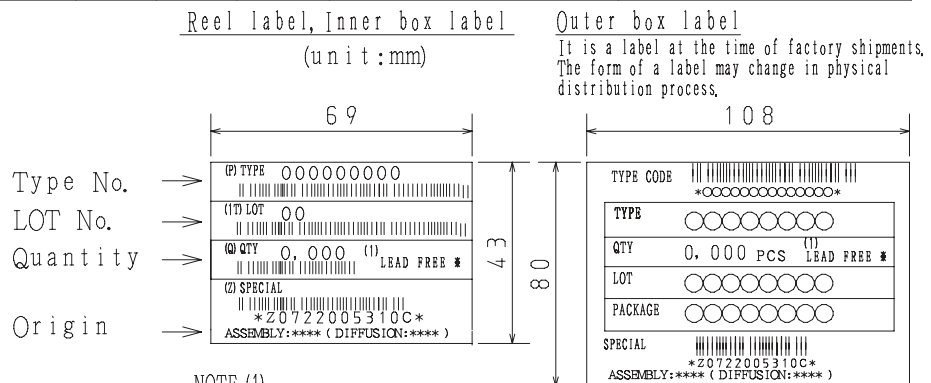 Reel label, Inner box label
(unit:mm)
Outer box label
It is a label at the time of factory shipments.
The form of a label may change in physical
distribution process.
69
108
Type No.
LOT No.
Quantity
Origin
(P) TYPE 000000000
(1T) LOT 00
(Q) QTY 0,000 (1) LEAD FREE *
(Z) SPECIAL
*Z0722005310C*
ASSEMBLY:**** (DIFFUSION:****)
43
80
TYPE CODE
*○○○○○○○○○○○○○○*
TYPE ○○○○○○○○
QTY 0,000 PCS (1) LEAD FREE *
LOT ○○○○○○○○
PACKAGE ○○○○○○○○
SPECIAL
*Z0722005310C*
ASSEMBLY:**** (DIFFUSION:****)
NOTE (1)